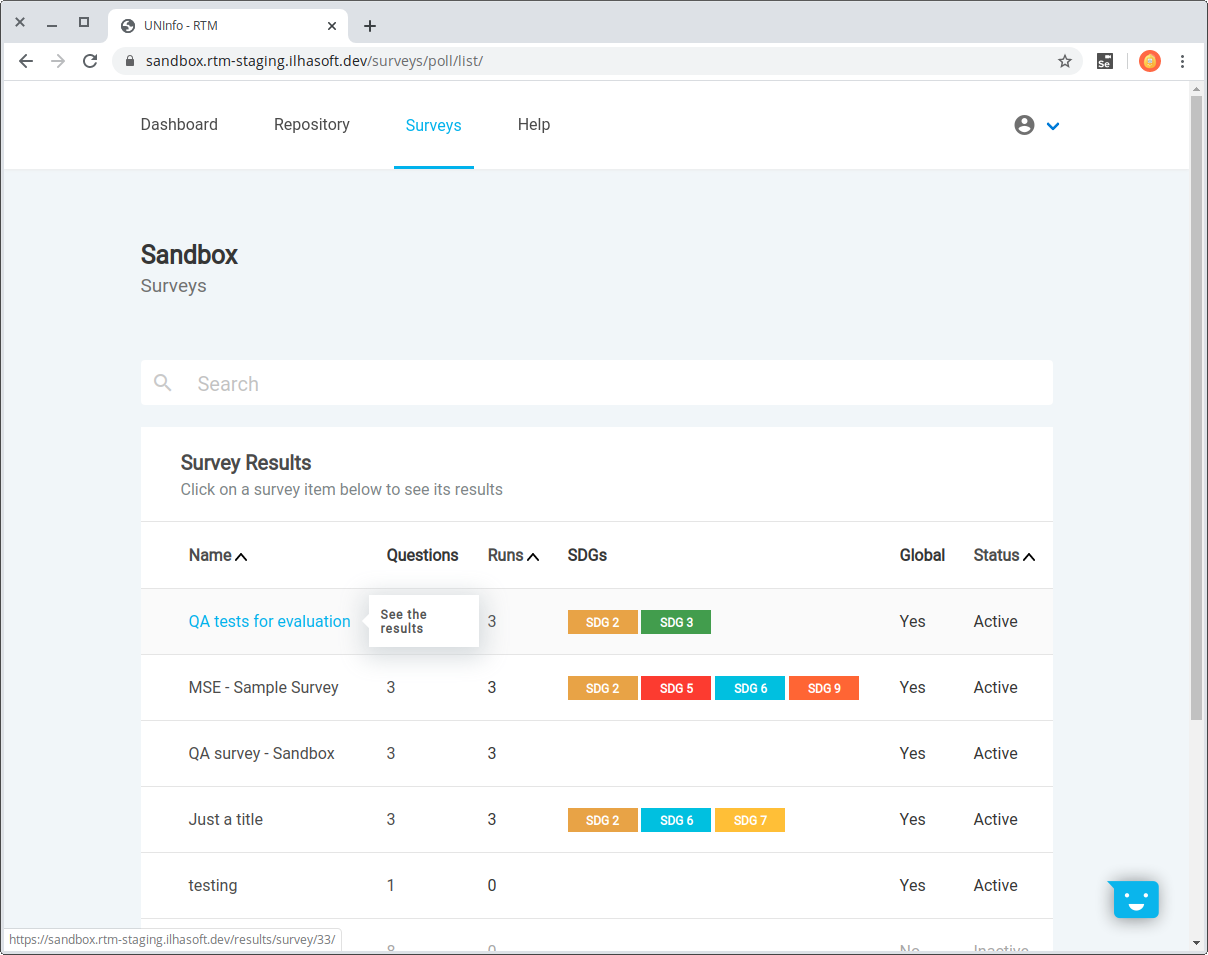 UNInfo - RTM
sandbox.rtm-staging.ilhasoft.dev/surveys/poll/list/
Se
Dashboard Repository Surveys Help
Sandbox
Surveys
Search
Survey Results
Click on a survey item below to see its results
Name Questions Runs SDGs Global Status
QA tests for evaluation See the results 3 SDG 2 SDG 3 Yes Active
MSE - Sample Survey 3 3 SDG 2 SDG 5 SDG 6 SDG 9 Yes Active
QA survey - Sandbox 3 3 Yes Active
Just a title 3 3 SDG 2 SDG 6 SDG 7 Yes Active
testing 1 0 Yes Active
8 0 No Inactive
https://sandbox.rtm-staging.ilhasoft.dev/results/survey/33/